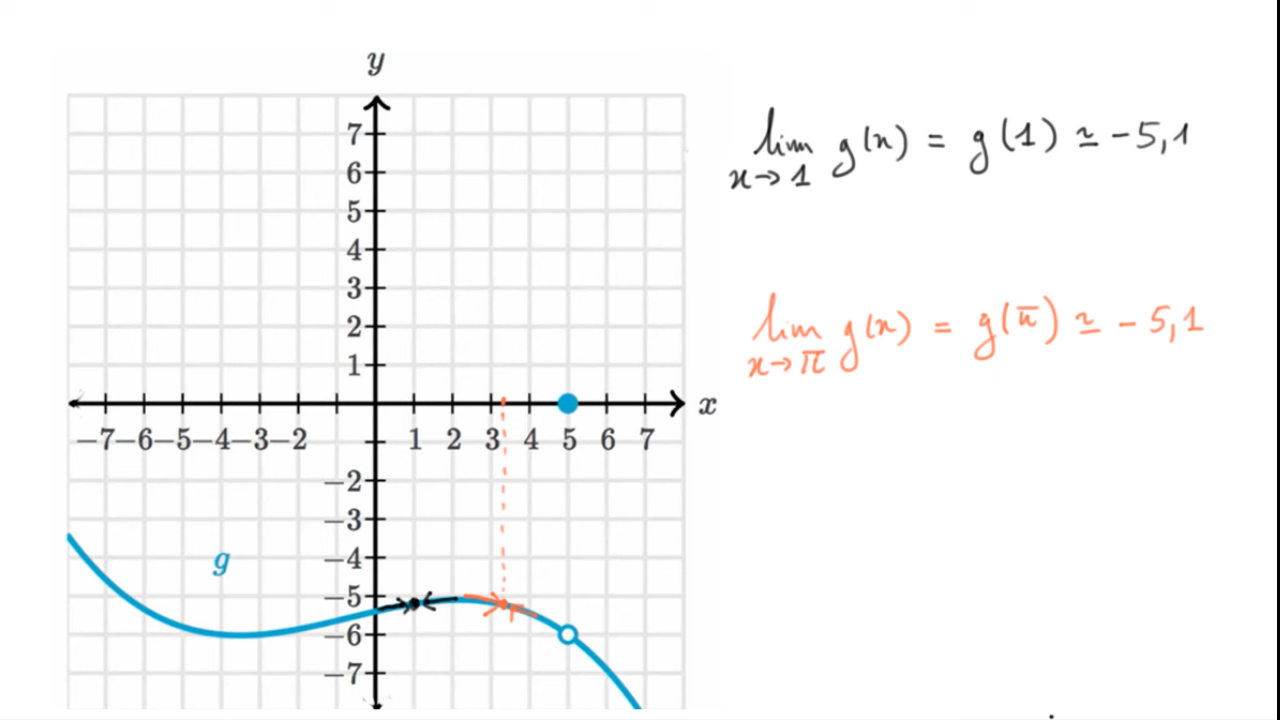 y
lim g(x) = g(1) ≃ -5,1
x→1
lim g(x) = g(π) ≃ -5,1
x→π
7
6
5
4
3
2
1
x
−7 −6 −5 −4 −3 −2 1 2 3 4 5 6 7
−2
−3
−4
g
−5
−6
−7